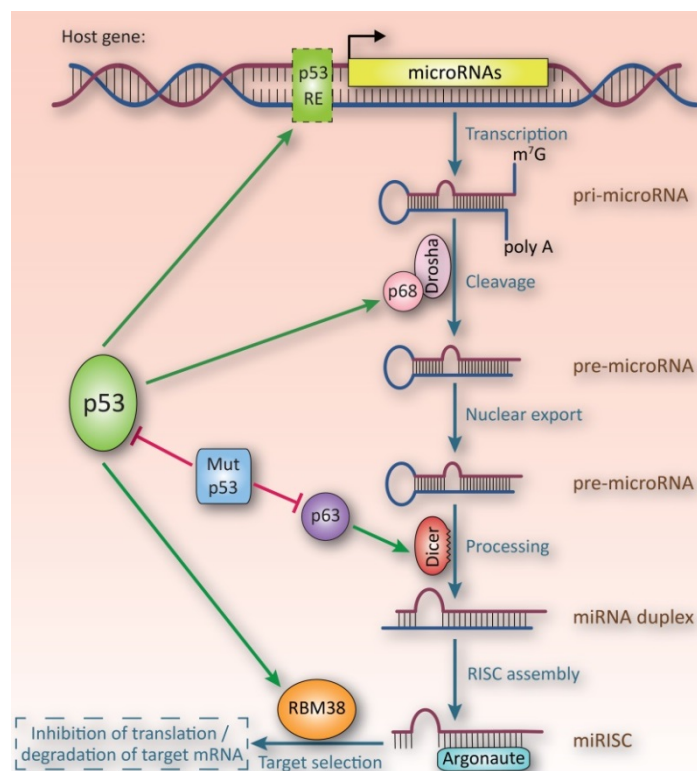 Host gene:
p53
RE
microRNAs
Transcription
m⁷G
pri-microRNA
poly A
Drosha
p68
Cleavage
pre-microRNA
p53
Nuclear export
Mut
p53
pre-microRNA
p63
Dicer
Processing
miRNA duplex
RISC assembly
RBM38
Inhibition of translation /
degradation of target mRNA
Target selection
miRISC
Argonaute